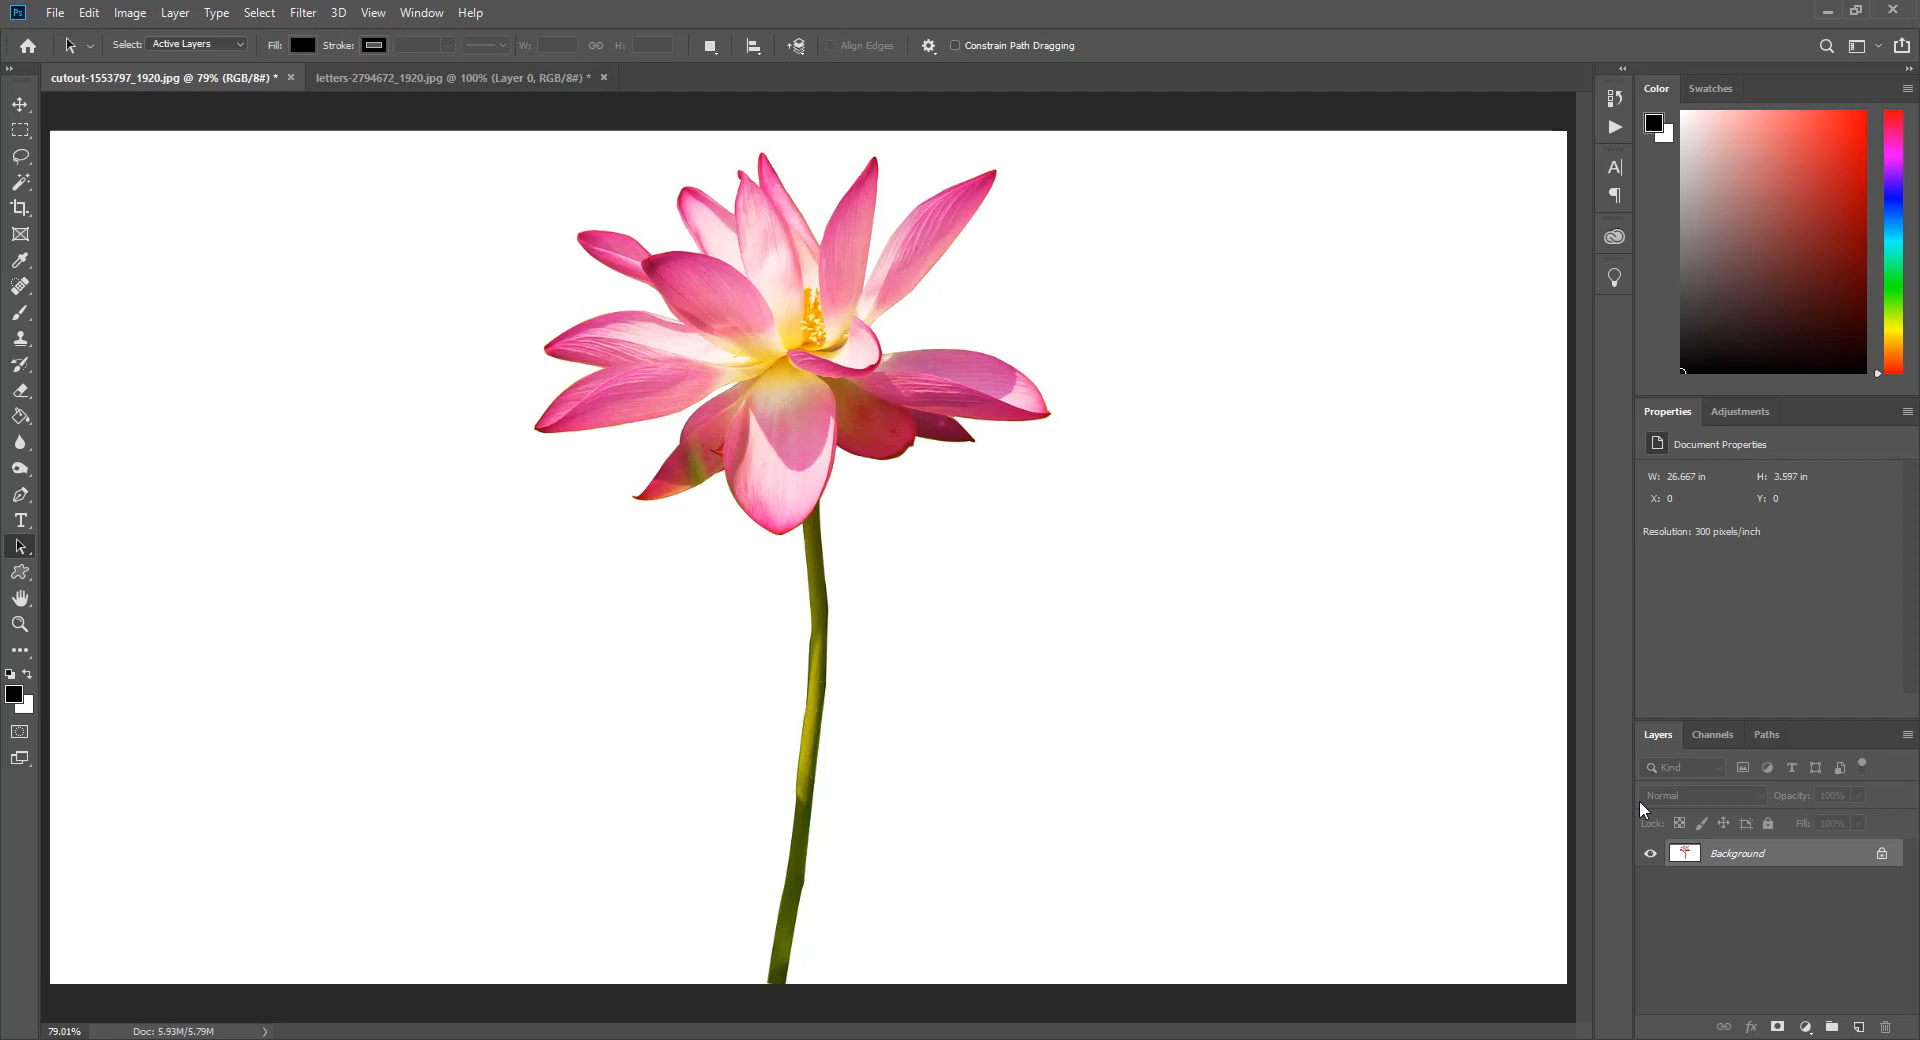 Ps File Edit Image Layer Type Select Filter 3D View Window Help
Select: Active Layers Fill: Stroke: W: H: Align Edges Constrain Path Dragging
cutout-1553797_1920.jpg @ 79% (RGB/8#) * × letters-2794672_1920.jpg @ 100% (Layer 0, RGB/8#) * ×
Color Swatches
Properties Adjustments
Document Properties
W: 26.667 in H: 3.597 in
X: 0 Y: 0
Resolution: 300 pixels/inch
Layers Channels Paths
Kind
Normal Opacity: 100%
Lock: Fill: 100%
Background
fx
79.01% Doc: 5.93M/5.79M